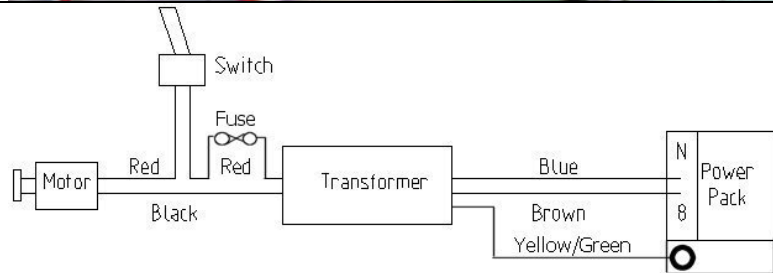 Switch
Fuse
Motor
Red
Red
Black
Transformer
Blue
Brown
Yellow/Green
N
8
Power
Pack